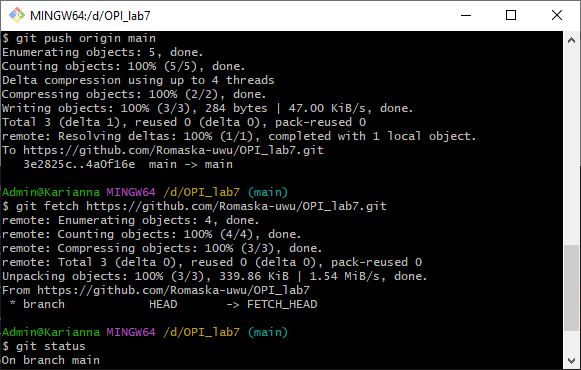 MINGW64:/d/OPI_lab7
$ git push origin main
Enumerating objects: 5, done.
Counting objects: 100% (5/5), done.
Delta compression using up to 4 threads
Compressing objects: 100% (2/2), done.
Writing objects: 100% (3/3), 284 bytes | 47.00 KiB/s, done.
Total 3 (delta 1), reused 0 (delta 0), pack-reused 0
remote: Resolving deltas: 100% (1/1), completed with 1 local object.
To https://github.com/Romaska-uwu/OPI_lab7.git
   3e2825c..4a0f16e  main -> main

Admin@Karianna MINGW64 /d/OPI_lab7 (main)
$ git fetch https://github.com/Romaska-uwu/OPI_lab7.git
remote: Enumerating objects: 4, done.
remote: Counting objects: 100% (4/4), done.
remote: Compressing objects: 100% (3/3), done.
remote: Total 3 (delta 0), reused 0 (delta 0), pack-reused 0
Unpacking objects: 100% (3/3), 339.86 KiB | 1.54 MiB/s, done.
From https://github.com/Romaska-uwu/OPI_lab7
 * branch            HEAD       -> FETCH_HEAD

Admin@Karianna MINGW64 /d/OPI_lab7 (main)
$ git status
On branch main